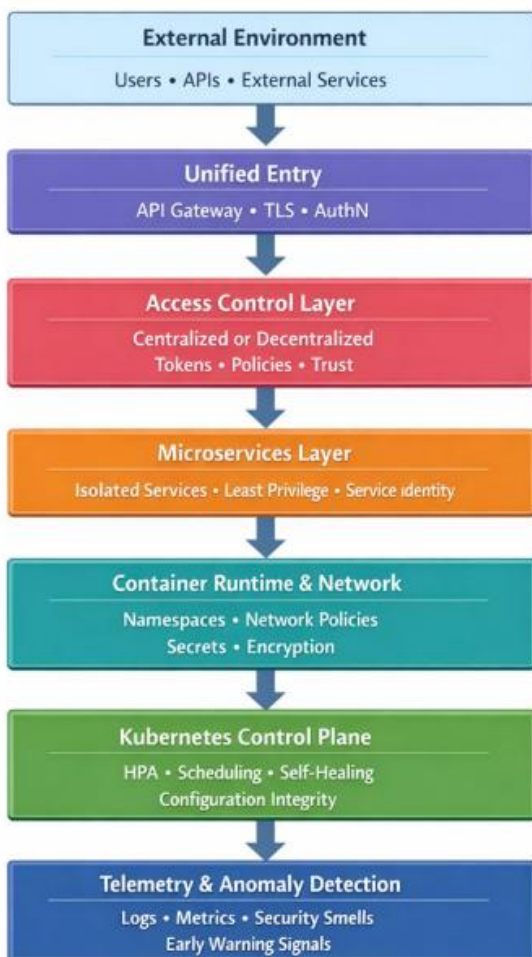 External Environment
Users • APIs • External Services
Unified Entry
API Gateway • TLS • AuthN
Access Control Layer
Centralized or Decentralized
Tokens • Policies • Trust
Microservices Layer
Isolated Services • Least Privilege • Service identity
Container Runtime & Network
Namespaces • Network Policies
Secrets • Encryption
Kubernetes Control Plane
HPA • Scheduling • Self-Healing
Configuration Integrity
Telemetry & Anomaly Detection
Logs • Metrics • Security Smells
Early Warning Signals